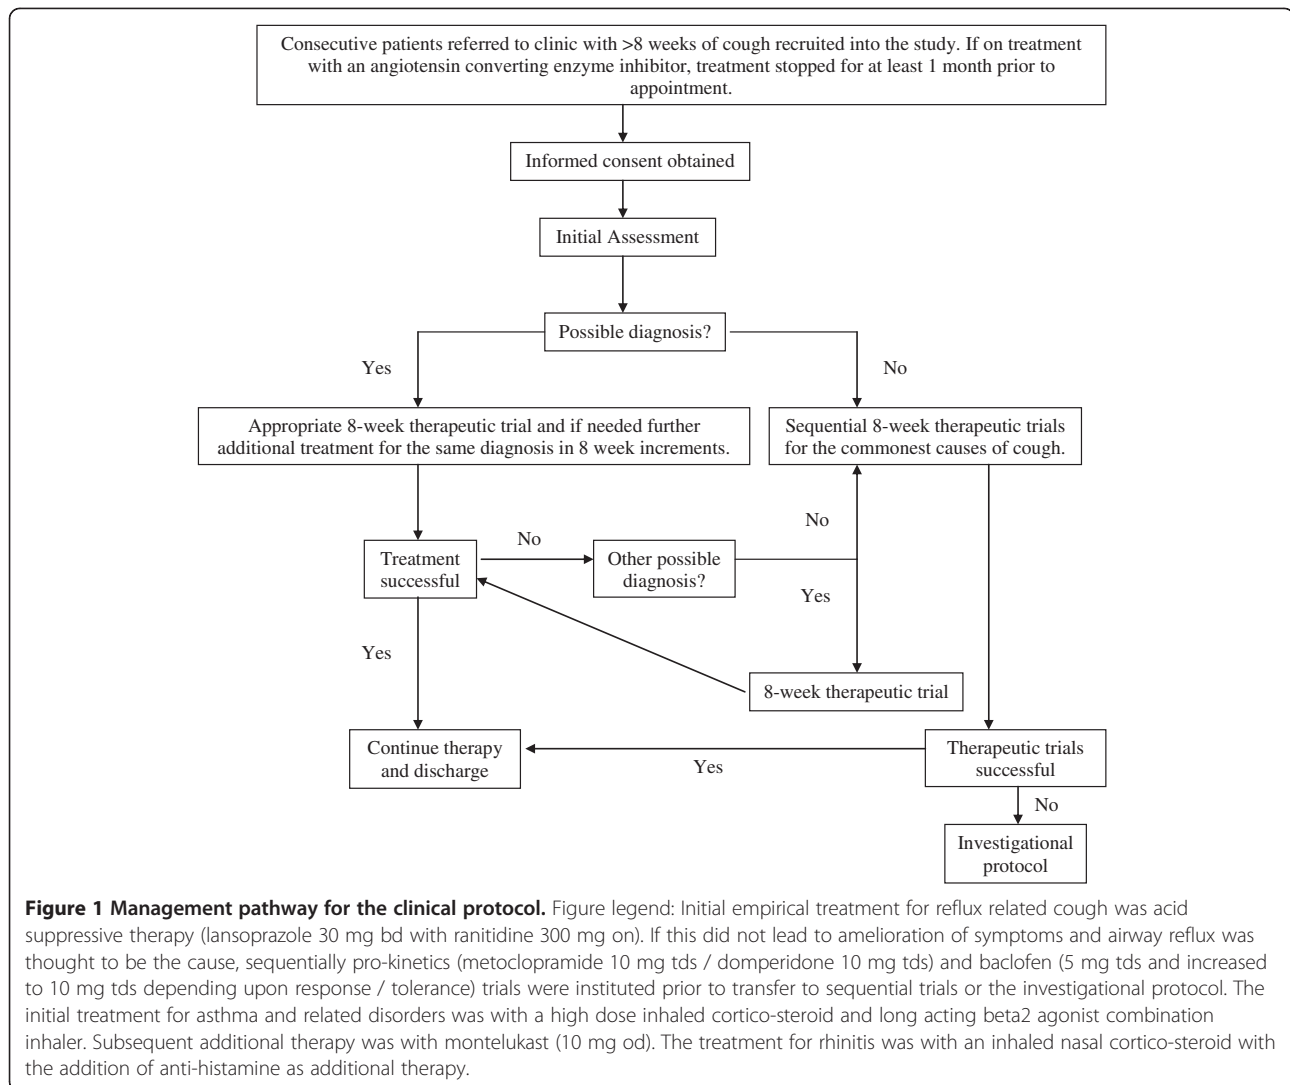 Consecutive patients referred to clinic with >8 weeks of cough recruited into the study. If on treatment
with an angiotensin converting enzyme inhibitor, treatment stopped for at least 1 month prior to
appointment.
Informed consent obtained
Initial Assessment
Possible diagnosis?
Yes
No
Appropriate 8-week therapeutic trial and if needed further
additional treatment for the same diagnosis in 8 week increments.
Sequential 8-week therapeutic trials
for the commonest causes of cough.
No
No
Treatment
successful
Other possible
diagnosis?
Yes
Yes
8-week therapeutic trial
Continue therapy
and discharge
Yes
Therapeutic trials
successful
No
Investigational
protocol
Figure 1 Management pathway for the clinical protocol. Figure legend: Initial empirical treatment for reflux related cough was acid
suppressive therapy (lansoprazole 30 mg bd with ranitidine 300 mg on). If this did not lead to amelioration of symptoms and airway reflux was
thought to be the cause, sequentially pro-kinetics (metoclopramide 10 mg tds / domperidone 10 mg tds) and baclofen (5 mg tds and increased
to 10 mg tds depending upon response / tolerance) trials were instituted prior to transfer to sequential trials or the investigational protocol. The
initial treatment for asthma and related disorders was with a high dose inhaled cortico-steroid and long acting beta2 agonist combination
inhaler. Subsequent additional therapy was with montelukast (10 mg od). The treatment for rhinitis was with an inhaled nasal cortico-steroid with
the addition of anti-histamine as additional therapy.